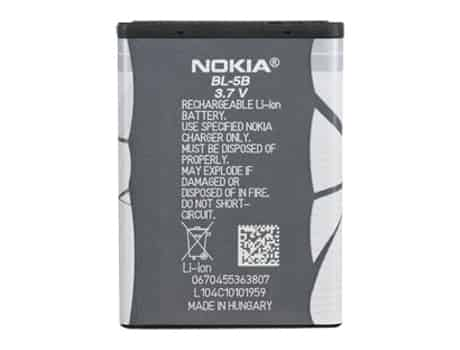 NOKIA®
BL-5B
3.7 V
RECHARGEABLE Li-ion
BATTERY.
USE SPECIFIED NOKIA
CHARGER ONLY.
MUST BE DISPOSED OF
PROPERLY.
MAY EXPLODE IF
DAMAGED OR
DISPOSED OF IN FIRE.
DO NOT SHORT-
CIRCUIT.
Li-ion
0670455363807
L104C10101959
MADE IN HUNGARY